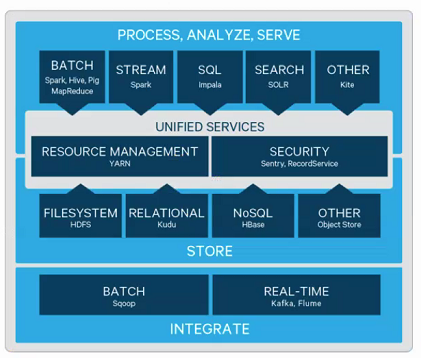 PROCESS, ANALYZE, SERVE
BATCH
Spark, Hive, Pig
MapReduce
STREAM
Spark
SQL
Impala
SEARCH
SOLR
OTHER
Kite
UNIFIED SERVICES
RESOURCE MANAGEMENT
YARN
SECURITY
Sentry, RecordService
FILESYSTEM
HDFS
RELATIONAL
Kudu
NoSQL
HBase
OTHER
Object Store
STORE
BATCH
Sqoop
REAL-TIME
Kafka, Flume
INTEGRATE